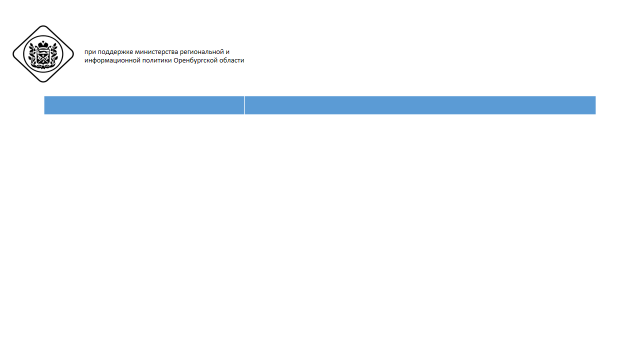 при поддержке министерства региональной и
информационной политики Оренбургской области